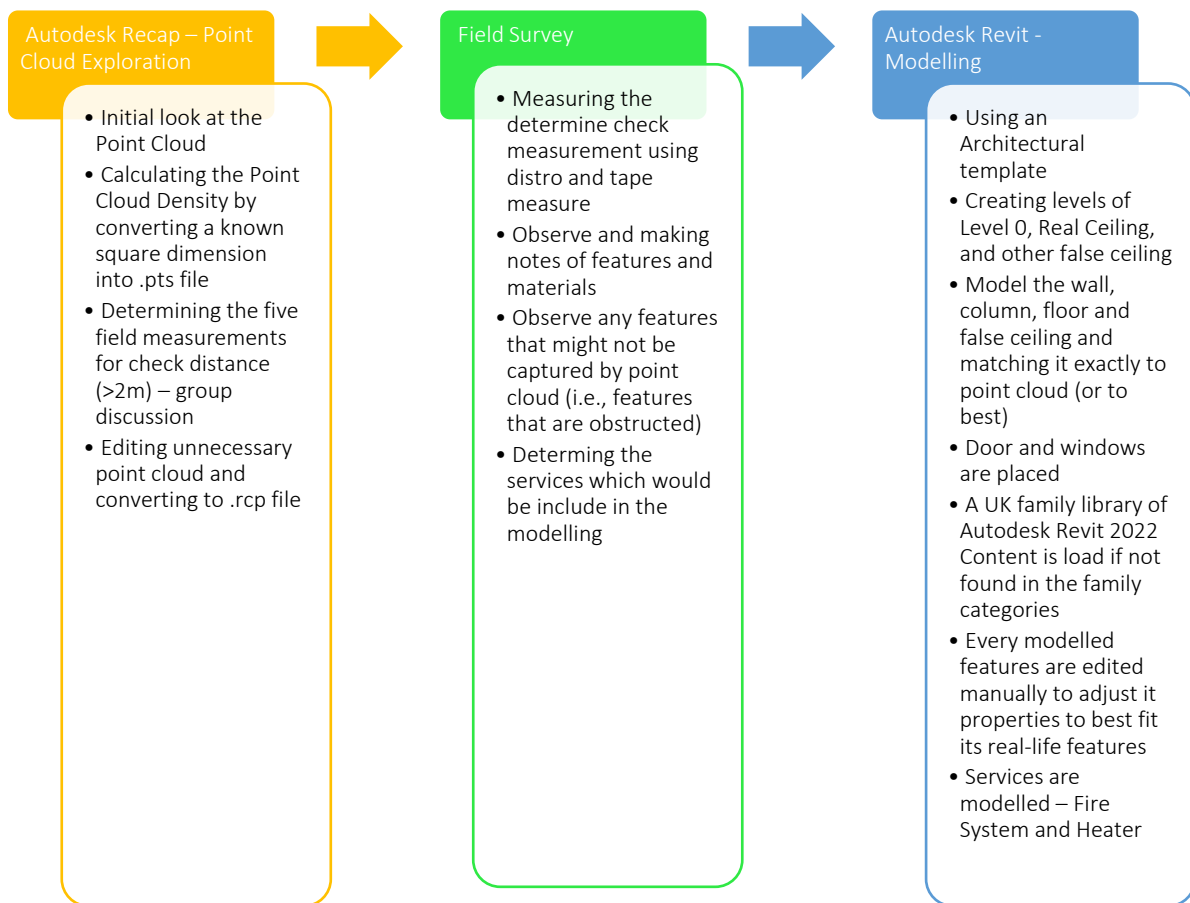 Autodesk Recap – Point
Cloud Exploration
• Initial look at the
Point Cloud
• Calculating the Point
Cloud Density by
converting a known
square dimension
into .pts file
• Determining the five
field measurements
for check distance
(>2m) – group
discussion
• Editing unnecessary
point cloud and
converting to .rcp file
Field Survey
• Measuring the
determine check
measurement using
distro and tape
measure
• Observe and making
notes of features and
materials
• Observe any features
that might not be
captured by point
cloud (i.e., features
that are obstructed)
• Determing the
services which would
be include in the
modelling
Autodesk Revit -
Modelling
• Using an
Architectural
template
• Creating levels of
Level 0, Real Ceiling,
and other false ceiling
• Model the wall,
column, floor and
false ceiling and
matching it exactly to
point cloud (or to
best)
• Door and windows
are placed
• A UK family library of
Autodesk Revit 2022
Content is load if not
found in the family
categories
• Every modelled
features are edited
manually to adjust it
properties to best fit
its real-life features
• Services are
modelled – Fire
System and Heater